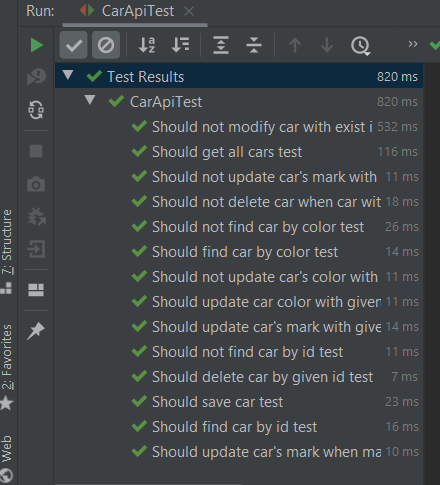 Run: CarApiTest ×
»
Test Results 820 ms
CarApiTest 820 ms
Should not modify car with exist i 532 ms
Should get all cars test 116 ms
Should not update car's mark with 11 ms
Should not delete car when car wit 18 ms
Should not find car by color test 26 ms
Should find car by color test 14 ms
Should not update car's color with 11 ms
Should update car color with given 11 ms
Should update car's mark with give 14 ms
Should not find car by id test 11 ms
Should delete car by given id test 7 ms
Should save car test 23 ms
Should find car by id test 16 ms
Should update car's mark when ma 10 ms
7: Structure
2: Favorites
Web